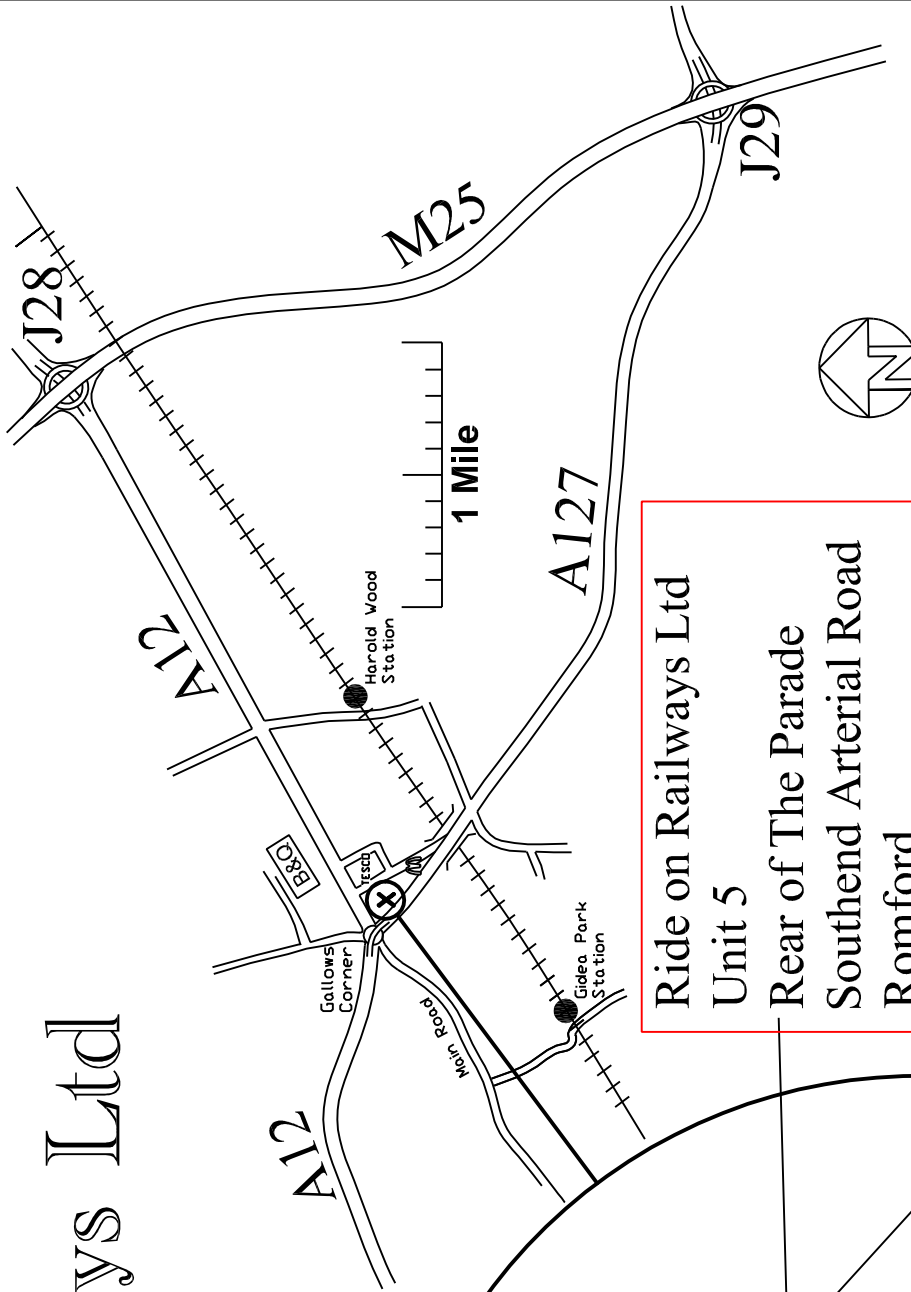 ys Ltd
J28
M25
J29
A12
1 Mile
A127
Harold Wood
Station
B&Q
TESCO
Gallows
Corner
Main Road
A12
Gidea Park
Station
N
Ride on Railways Ltd
Unit 5
Rear of The Parade
Southend Arterial Road
Romford